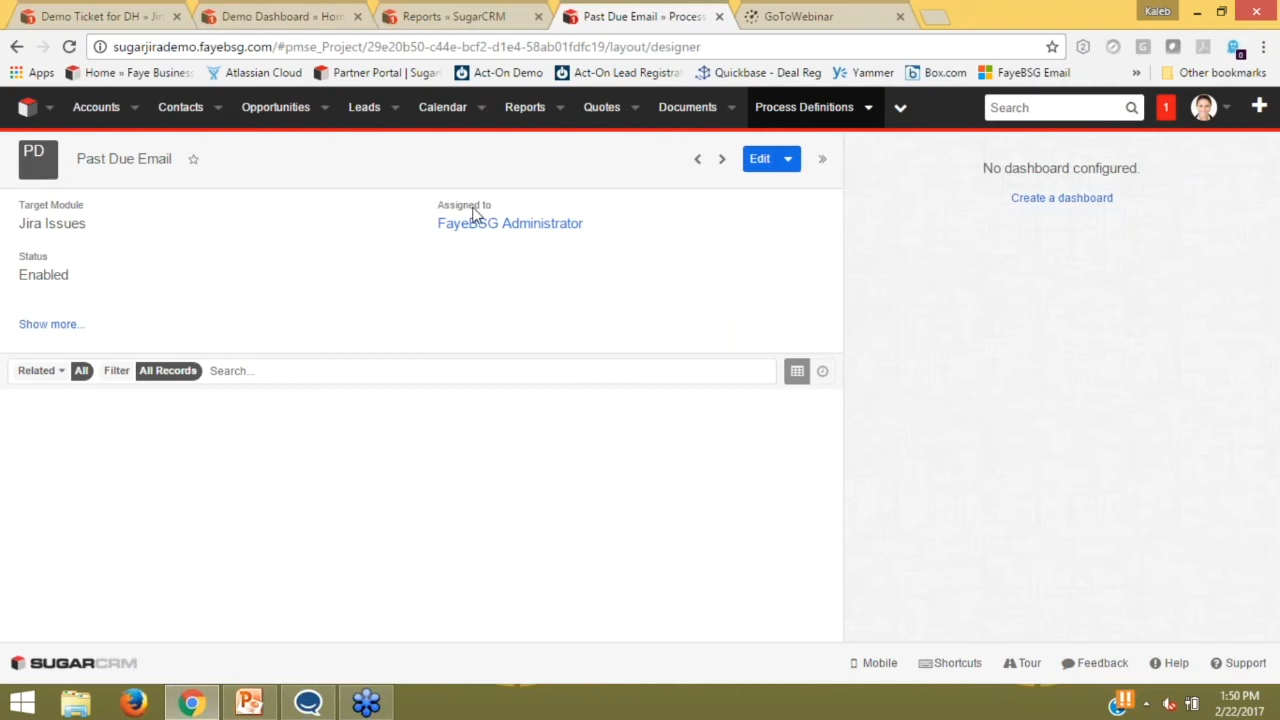 Demo Ticket for DH » Jir
Demo Dashboard » Hom
Reports » SugarCRM
Past Due Email » Process
GoToWebinar
Kaleb
sugarjirademo.fayebsg.com/#pmse_Project/29e20b50-c44e-bcf2-d1e4-58ab01fdfc19/layout/designer
Apps Home » Faye Business Atlassian Cloud Partner Portal | Sugar Act-On Demo Act-On Lead Registrat Quickbase - Deal Reg Yammer Box.com FayeBSG Email » Other bookmarks
Accounts Contacts Opportunities Leads Calendar Reports Quotes Documents Process Definitions Search 1
PD Past Due Email Edit
No dashboard configured.
Create a dashboard
Target Module Assigned to
Jira Issues FayeBSG Administrator
Status
Enabled
Show more...
Related All Filter All Records Search...
SUGARCRM Mobile Shortcuts Tour Feedback Help Support
1:50 PM
2/22/2017